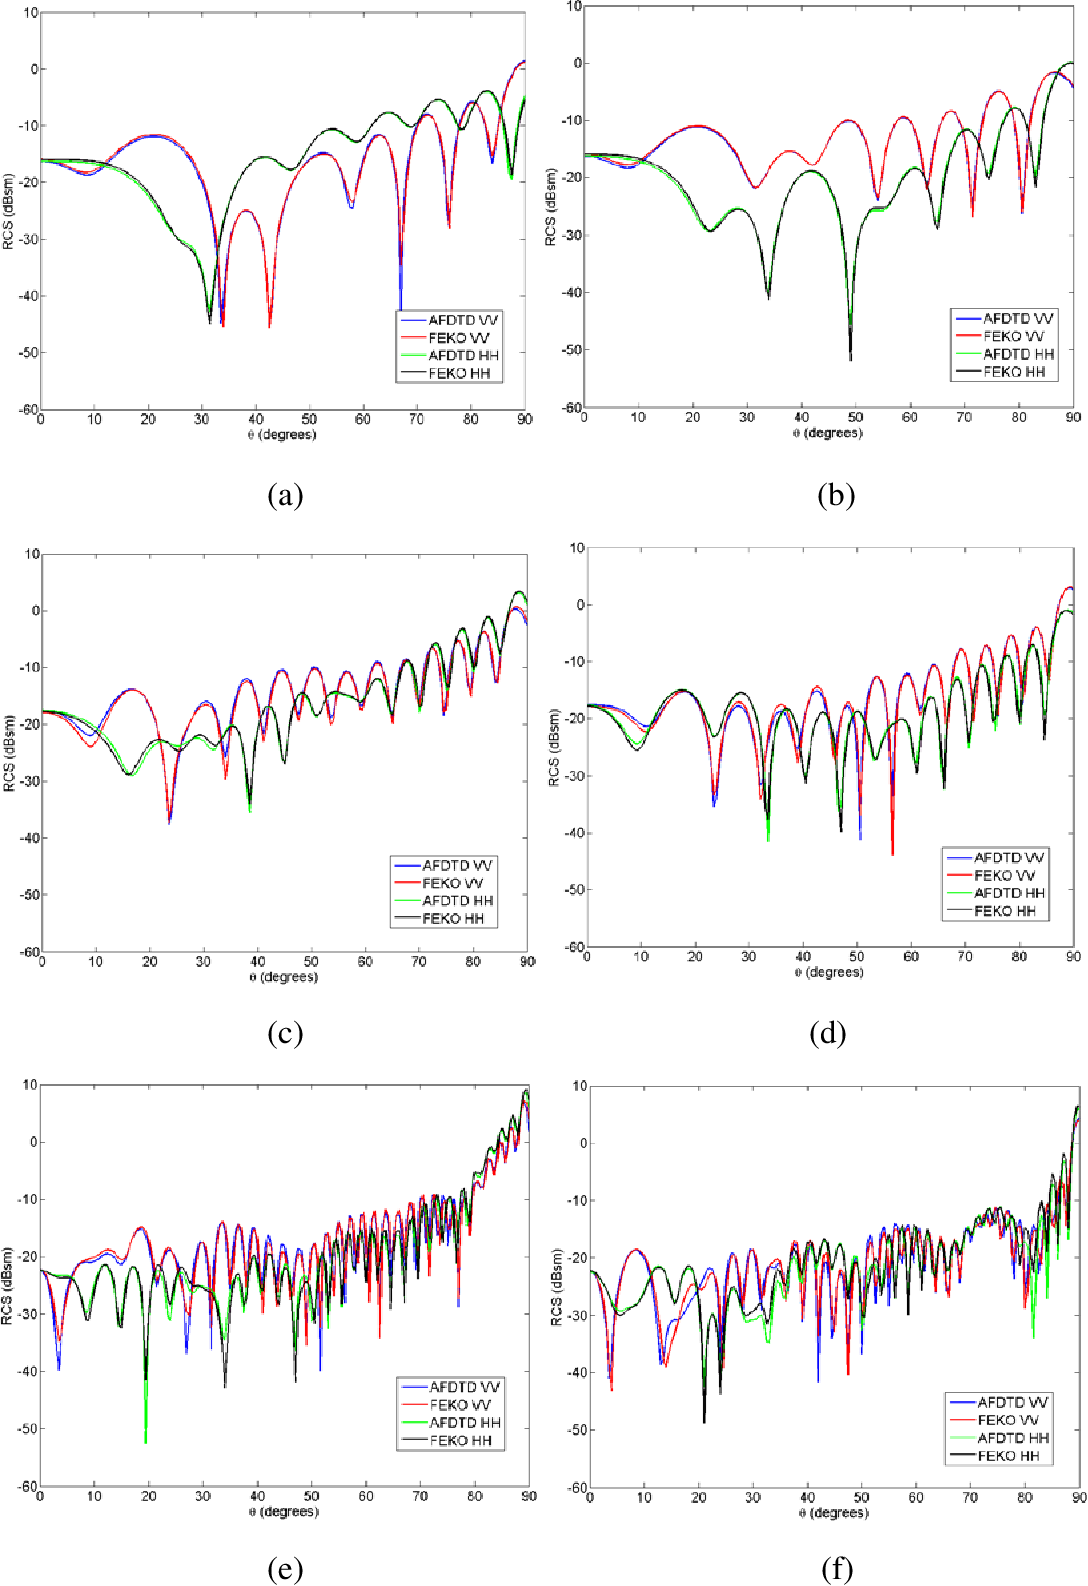 10
0
-10
-20
-30
-40
-50
-60
RCS (dBsm)
0 10 20 30 40 50 60 70 80 90
θ (degrees)
AFDTD VV
FEKO VV
AFDTD HH
FEKO HH
(a)
10
0
-10
-20
-30
-40
-50
-60
RCS (dBsm)
0 10 20 30 40 50 60 70 80 90
θ (degrees)
AFDTD VV
FEKO VV
AFDTD HH
FEKO HH
(b)
10
0
-10
-20
-30
-40
-50
-60
RCS (dBsm)
0 10 20 30 40 50 60 70 80 90
θ (degrees)
AFDTD VV
FEKO VV
AFDTD HH
FEKO HH
(c)
10
0
-10
-20
-30
-40
-50
-60
RCS (dBsm)
0 10 20 30 40 50 60 70 80 90
θ (degrees)
AFDTD VV
FEKO VV
AFDTD HH
FEKO HH
(d)
10
0
-10
-20
-30
-40
-50
-60
RCS (dBsm)
0 10 20 30 40 50 60 70 80 90
θ (degrees)
AFDTD VV
FEKO VV
AFDTD HH
FEKO HH
(e)
10
0
-10
-20
-30
-40
-50
-60
RCS (dBsm)
0 10 20 30 40 50 60 70 80 90
θ (degrees)
AFDTD VV
FEKO VV
AFDTD HH
FEKO HH
(f)